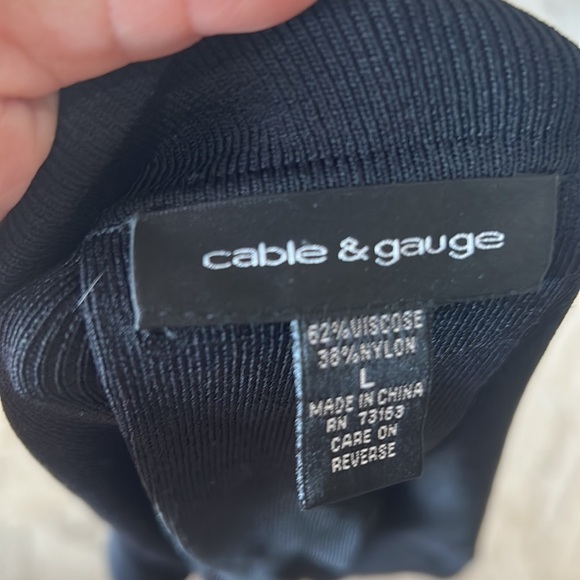 cable & gauge
62% VISCOSE
38% NYLON
L
MADE IN CHINA
RN 73163
CARE ON
REVERSE